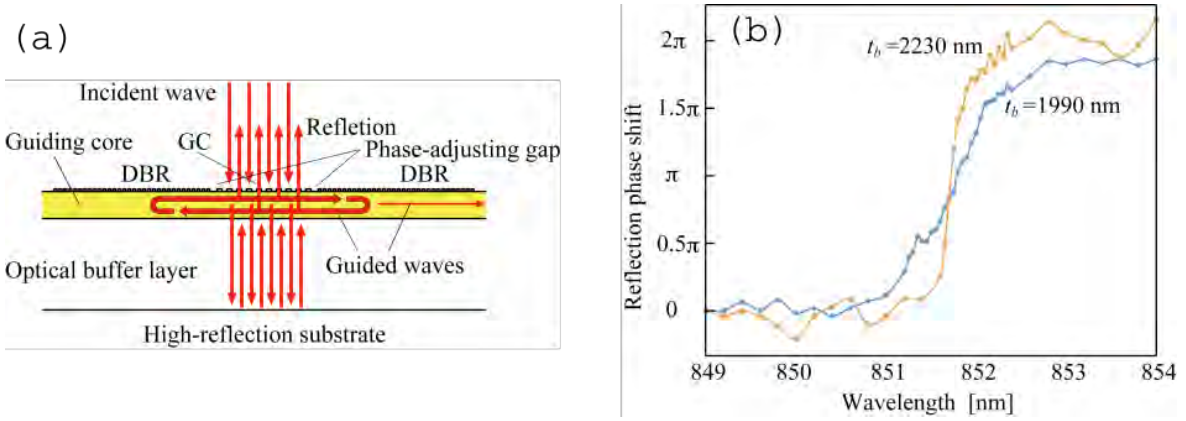 (a)
Incident wave
GC
Refletion
Guiding core
Phase-adjusting gap
DBR
DBR
Optical buffer layer
Guided waves
High-reflection substrate
(b)
t_b=2230 nm
t_b=1990 nm
Reflection phase shift
2π
1.5π
π
0.5π
0
849
850
851
852
853
854
Wavelength [nm]